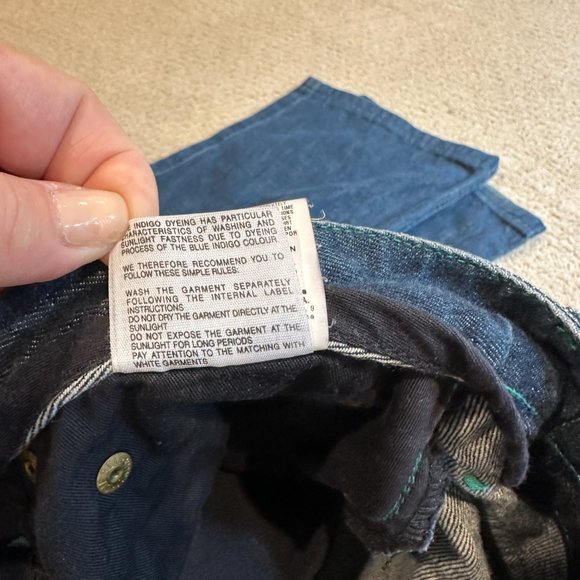 INDIGO DYEING HAS PARTICULAR
CHARACTERISTICS OF WASHING AND
SUNLIGHT FASTNESS DUE TO DYEING
PROCESS OF THE BLUE INDIGO COLOUR.
WE THEREFORE RECOMMEND YOU TO
FOLLOW THESE SIMPLE RULES:
WASH THE GARMENT SEPARATELY
FOLLOWING THE INTERNAL LABEL
INSTRUCTIONS
DO NOT DRY THE GARMENT DIRECTLY AT THE
SUNLIGHT
DO NOT EXPOSE THE GARMENT AT THE
SUNLIGHT FOR LONG PERIODS
PAY ATTENTION TO THE MATCHING WITH
WHITE GARMENTS